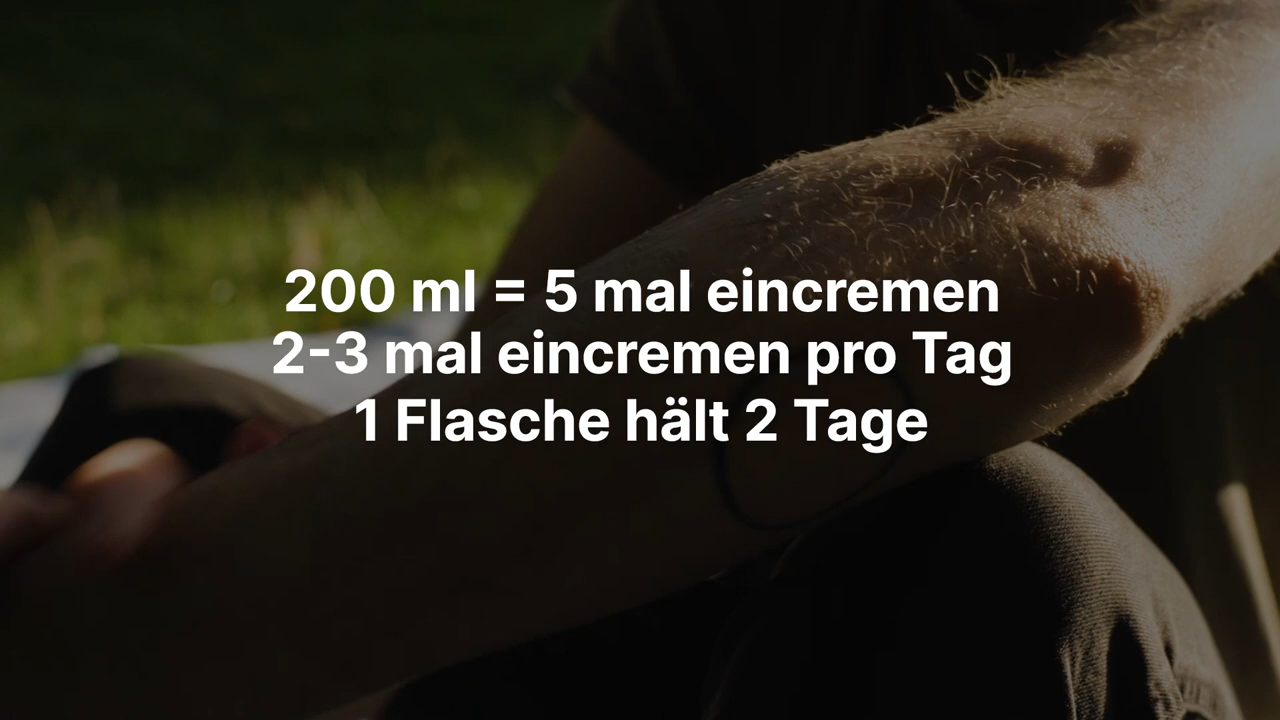 200 ml = 5 mal eincremen
2-3 mal eincremen pro Tag
1 Flasche hält 2 Tage